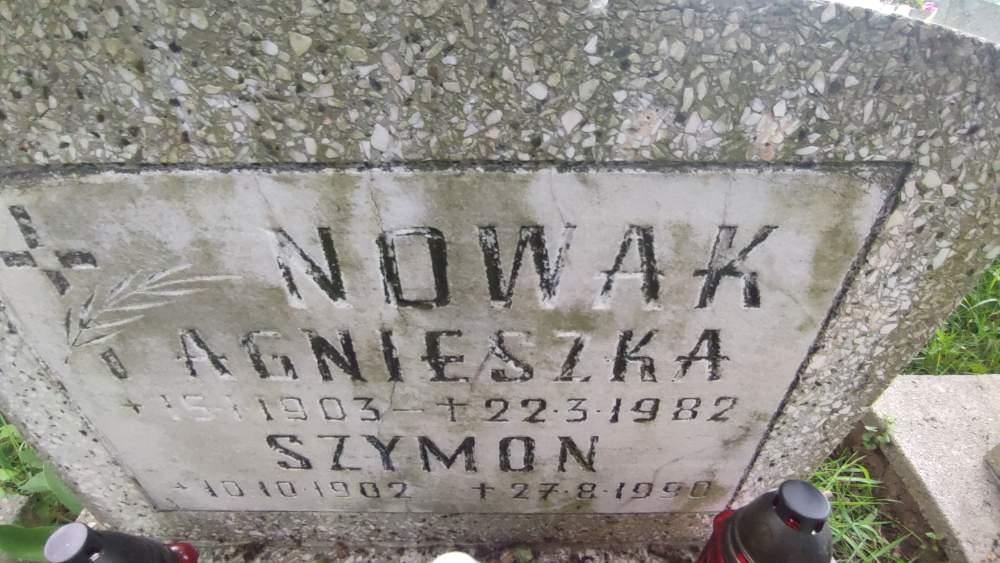 NOWAK
AGNIESZKA
* 15·1·1903 – † 22·3·1982
SZYMON
* 10·10·1902 † 27·8·1990